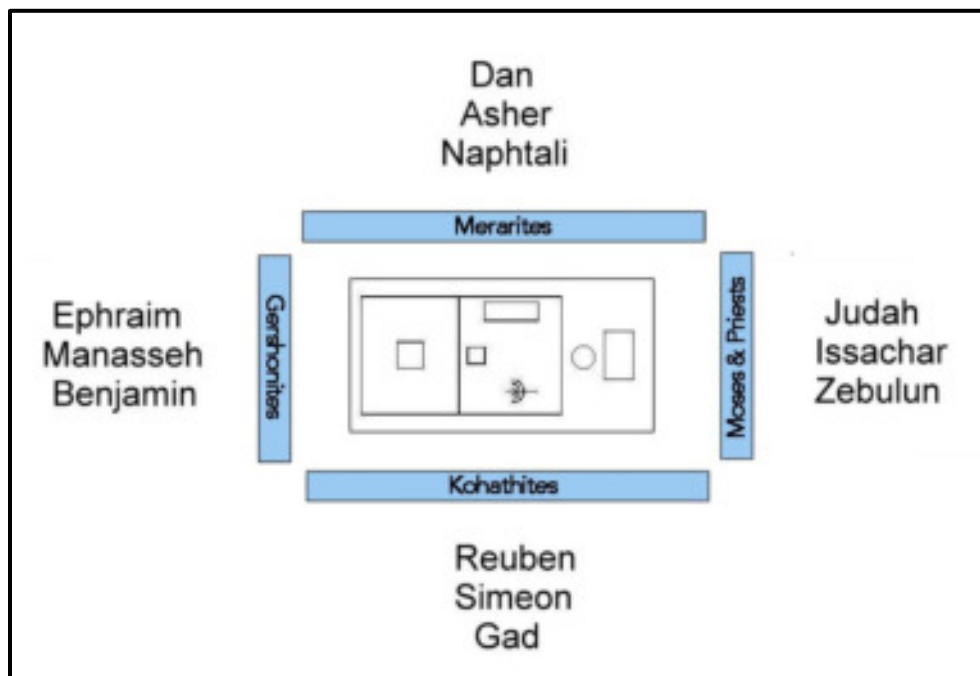 Dan
Asher
Naphtali
Merarites
Gershonites
Ephraim
Manasseh
Benjamin
Moses & Priests
Judah
Issachar
Zebulun
Kohathites
Reuben
Simeon
Gad